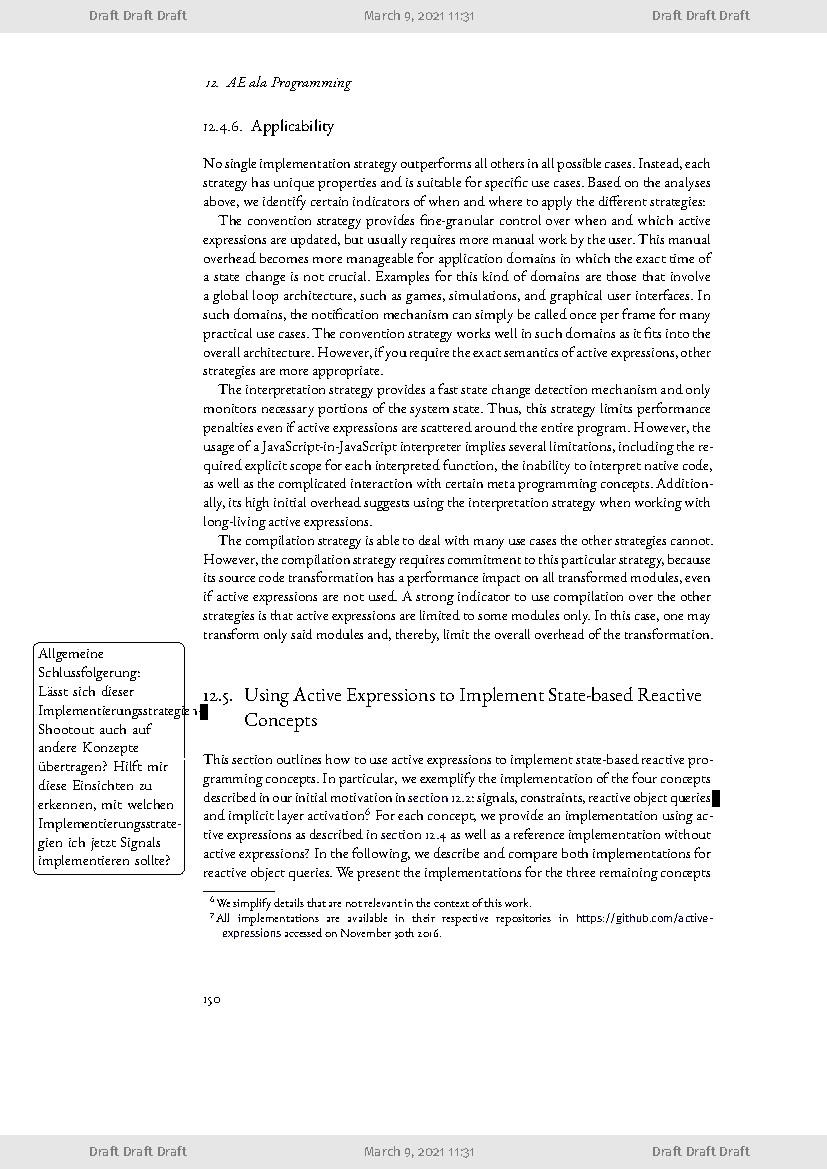 Draft Draft Draft March 9, 2021 11:31 Draft Draft Draft
12. AE ala Programming
12.4.6. Applicability
No single implementation strategy outperforms all others in all possible cases. Instead, each
strategy has unique properties and is suitable for specific use cases. Based on the analyses
above, we identify certain indicators of when and where to apply the different strategies:
The convention strategy provides fine-granular control over when and which active
expressions are updated, but usually requires more manual work by the user. This manual
overhead becomes more manageable for application domains in which the exact time of
a state change is not crucial. Examples for this kind of domains are those that involve
a global loop architecture, such as games, simulations, and graphical user interfaces. In
such domains, the notification mechanism can simply be called once per frame for many
practical use cases. The convention strategy works well in such domains as it fits into the
overall architecture. However, if you require the exact semantics of active expressions, other
strategies are more appropriate.
The interpretation strategy provides a fast state change detection mechanism and only
monitors necessary portions of the system state. Thus, this strategy limits performance
penalties even if active expressions are scattered around the entire program. However, the
usage of a JavaScript-in-JavaScript interpreter implies several limitations, including the re-
quired explicit scope for each interpreted function, the inability to interpret native code,
as well as the complicated interaction with certain meta programming concepts. Addition-
ally, its high initial overhead suggests using the interpretation strategy when working with
long-living active expressions.
The compilation strategy is able to deal with many use cases the other strategies cannot.
However, the compilation strategy requires commitment to this particular strategy, because
its source code transformation has a performance impact on all transformed modules, even
if active expressions are not used. A strong indicator to use compilation over the other
strategies is that active expressions are limited to some modules only. In this case, one may
transform only said modules and, thereby, limit the overall overhead of the transformation.
Allgemeine
Schlussfolgerung:
Lässt sich dieser
Implementierungsstrategien-
Shootout auch auf
andere Konzepte
übertragen? Hilft mir
diese Einsichten zu
erkennen, mit welchen
Implementierungsstrate-
gien ich jetzt Signals
implementieren sollte?
12.5. Using Active Expressions to Implement State-based Reactive
Concepts
This section outlines how to use active expressions to implement state-based reactive pro-
gramming concepts. In particular, we exemplify the implementation of the four concepts
described in our initial motivation in section 12.2: signals, constraints, reactive object queries
and implicit layer activation⁶ For each concept, we provide an implementation using ac-
tive expressions as described in section 12.4 as well as a reference implementation without
active expressions⁷ In the following, we describe and compare both implementations for
reactive object queries. We present the implementations for the three remaining concepts
⁶ We simplify details that are not relevant in the context of this work.
⁷ All implementations are available in their respective repositories in https://github.com/active-
expressions accessed on November 30th 2016.
150
Draft Draft Draft March 9, 2021 11:31 Draft Draft Draft